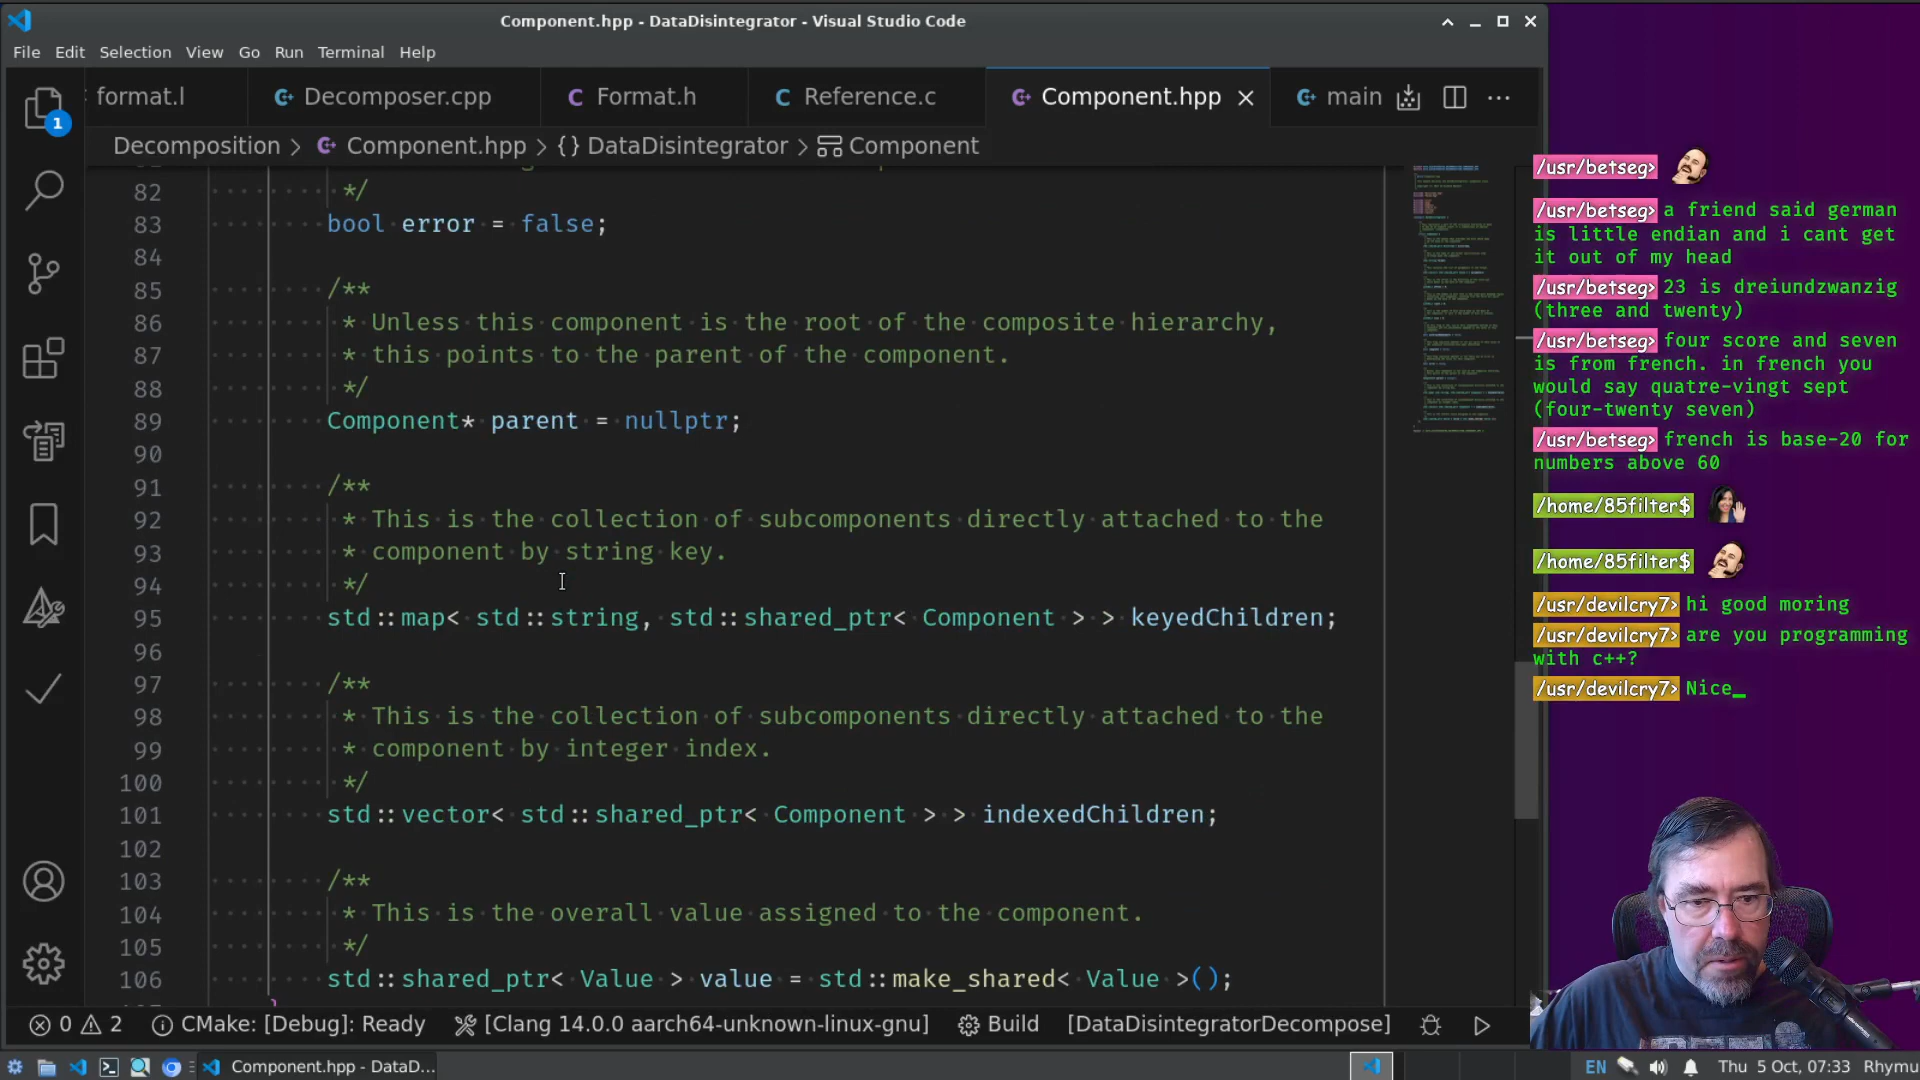 Component.hpp - DataDisintegrator - Visual Studio Code
File Edit Selection View Go Run Terminal Help
format.l Decomposer.cpp Format.h Reference.c Component.hpp main
Decomposition > Component.hpp > {} DataDisintegrator > Component
1
82 */
83 bool error = false;
84
85 /**
86 * Unless this component is the root of the composite hierarchy,
87 * this points to the parent of the component.
88 */
89 Component* parent = nullptr;
90
91 /**
92 * This is the collection of subcomponents directly attached to the
93 * component by string key.
94 */
95 std::map< std::string, std::shared_ptr< Component > > keyedChildren;
96
97 /**
98 * This is the collection of subcomponents directly attached to the
99 * component by integer index.
100 */
101 std::vector< std::shared_ptr< Component > > indexedChildren;
102
103 /**
104 * This is the overall value assigned to the component.
105 */
106 std::shared_ptr< Value > value = std::make_shared< Value >();
0 2 CMake: [Debug]: Ready [Clang 14.0.0 aarch64-unknown-linux-gnu] Build [DataDisintegratorDecompose]
Component.hpp - DataD...
EN Thu 5 Oct, 07:33 Rhymu
/usr/betseg>
/usr/betseg> a friend said german
is little endian and i cant get
it out of my head
/usr/betseg> 23 is dreiundzwanzig
(three and twenty)
/usr/betseg> four score and seven
is from french. in french you
would say quatre-vingt sept
(four-twenty seven)
/usr/betseg> french is base-20 for
numbers above 60
/home/85filter$
/home/85filter$
/usr/devilcry7> hi good moring
/usr/devilcry7> are you programming
with c++?
/usr/devilcry7> Nice_